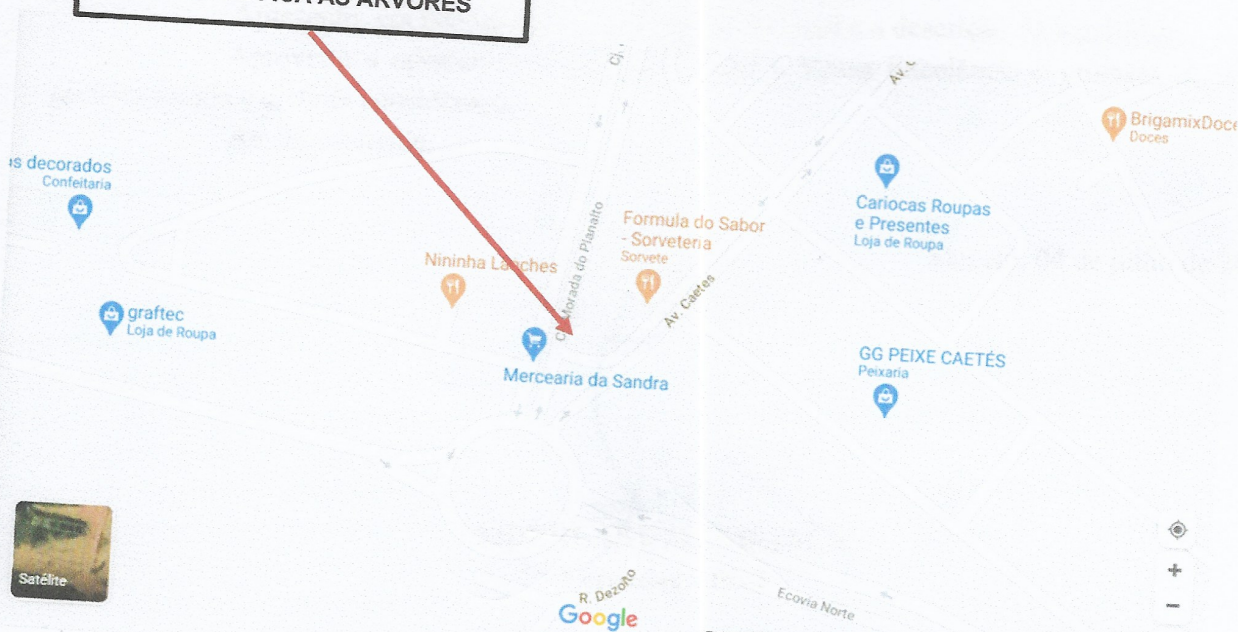 AS ÁRVORES
Cj.
Av. C
BrigamixDoce
Doces
is decorados
Confeitaria
Cariocas Roupas
e Presentes
Loja de Roupa
Formula do Sabor
- Sorveteria
Sorvete
Nininha Lanches
Cj. Morada do Planalto
Av. Caetes
graftec
Loja de Roupa
GG PEIXE CAETÉS
Peixaria
Mercearia da Sandra
Satélite
R. Dezoito
Google
Ecovia Norte